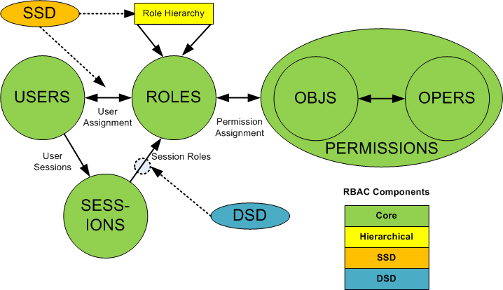 SSD
Role Hierarchy
USERS
User
Assignment
ROLES
Permission
Assignment
OBJS
OPERS
PERMISSIONS
User
Sessions
Session Roles
SESS-
IONS
DSD
RBAC Components
Core
Hierarchical
SSD
DSD